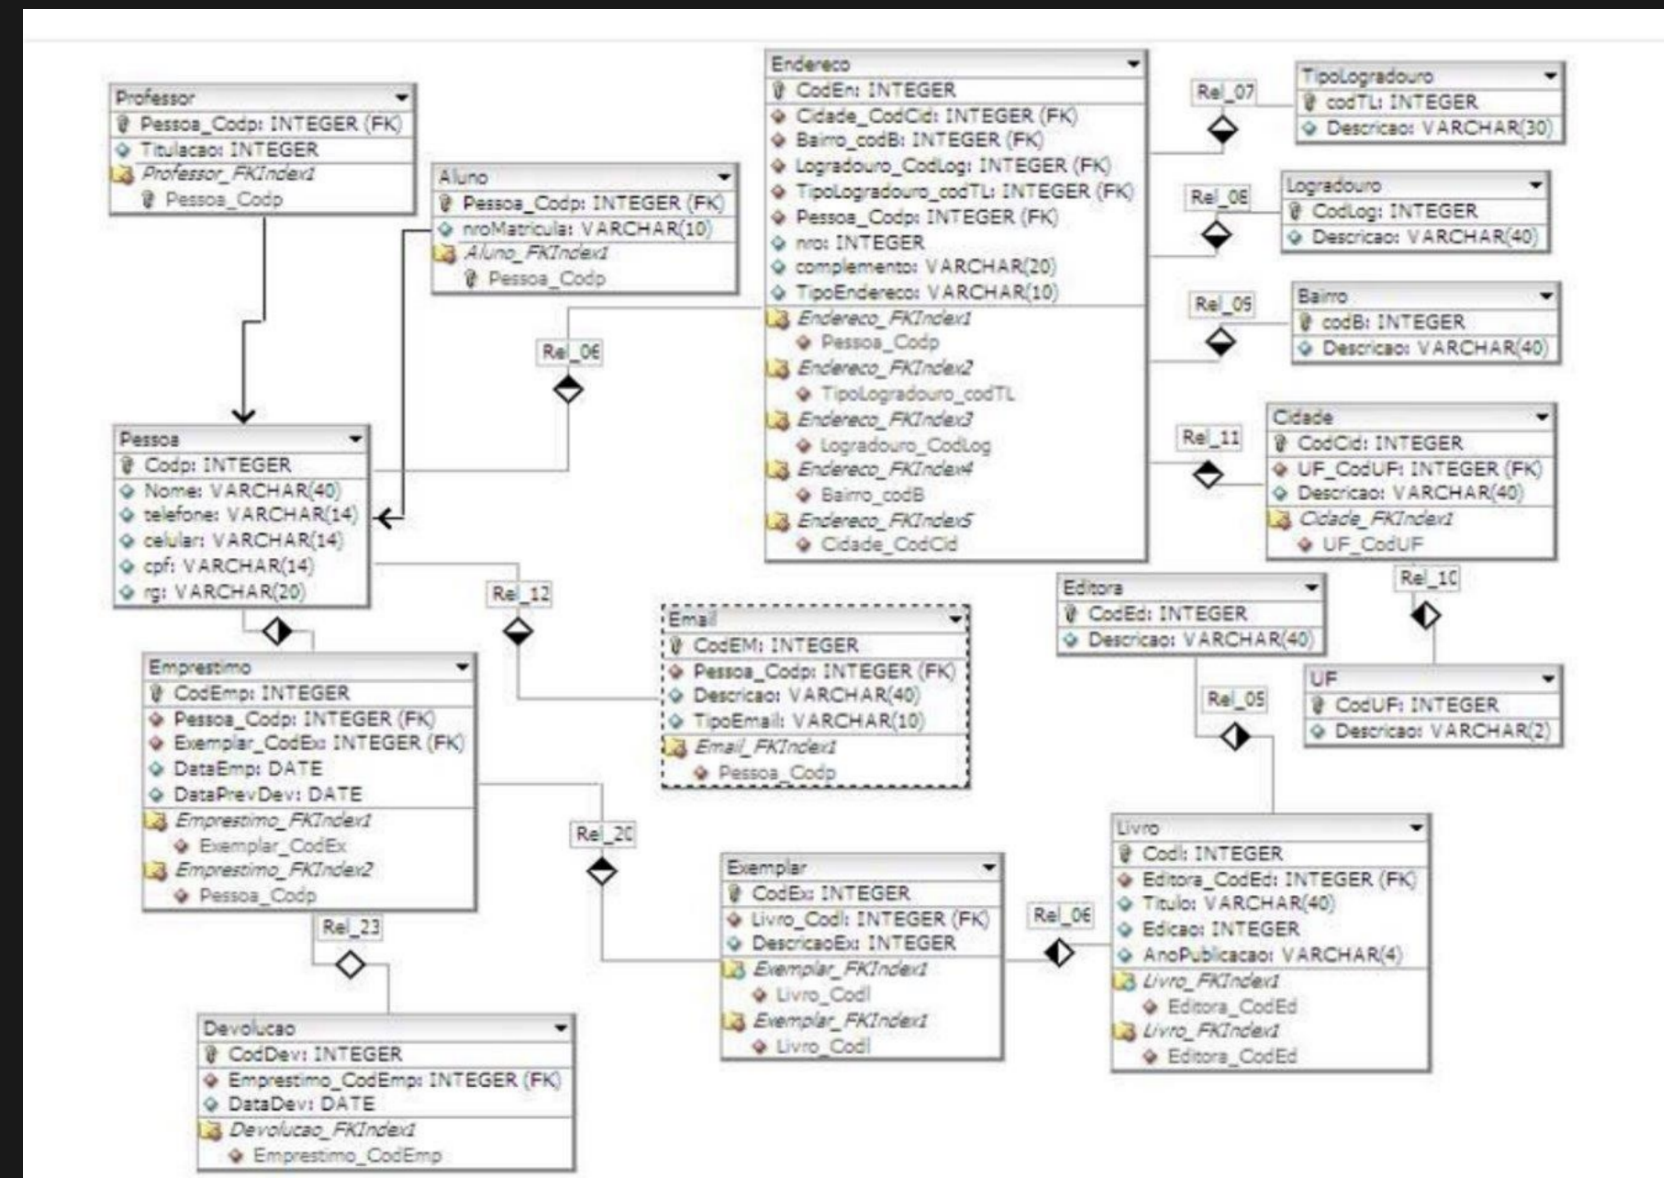 Professor
Pessoa_Codp: INTEGER (FK)
Titulacao: INTEGER
Professor_FKIndex1
Pessoa_Codp
Aluno
Pessoa_Codp: INTEGER (FK)
nroMatricula: VARCHAR(10)
Aluno_FKIndex1
Pessoa_Codp
Endereco
CodEn: INTEGER
Cidade_CodCid: INTEGER (FK)
Bairro_codB: INTEGER (FK)
Logradouro_CodLog: INTEGER (FK)
TipoLogradouro_codTL: INTEGER (FK)
Pessoa_Codp: INTEGER (FK)
nro: INTEGER
complemento: VARCHAR(20)
TipoEndereco: VARCHAR(10)
Endereco_FKIndex1
Pessoa_Codp
Endereco_FKIndex2
TipoLogradouro_codTL
Endereco_FKIndex3
Logradouro_CodLog
Endereco_FKIndex4
Bairro_codB
Endereco_FKIndex5
Cidade_CodCid
Rel_07
TipoLogradouro
codTL: INTEGER
Descricao: VARCHAR(30)
Rel_08
Logradouro
CodLog: INTEGER
Descricao: VARCHAR(40)
Rel_09
Bairro
codB: INTEGER
Descricao: VARCHAR(40)
Rel_11
Cidade
CodCid: INTEGER
UF_CodUF: INTEGER (FK)
Descricao: VARCHAR(40)
Cidade_FKIndex1
UF_CodUF
Rel_10
UF
CodUF: INTEGER
Descricao: VARCHAR(2)
Rel_06
Pessoa
Codp: INTEGER
Nome: VARCHAR(40)
telefone: VARCHAR(14)
celular: VARCHAR(14)
cpf: VARCHAR(14)
rg: VARCHAR(20)
Rel_12
Email
CodEM: INTEGER
Pessoa_Codp: INTEGER (FK)
Descricao: VARCHAR(40)
TipoEmail: VARCHAR(10)
Email_FKIndex1
Pessoa_Codp
Editora
CodEd: INTEGER
Descricao: VARCHAR(40)
Rel_05
Emprestimo
CodEmp: INTEGER
Pessoa_Codp: INTEGER (FK)
Exemplar_CodEx: INTEGER (FK)
DataEmp: DATE
DataPrevDev: DATE
Emprestimo_FKIndex1
Exemplar_CodEx
Emprestimo_FKIndex2
Pessoa_Codp
Rel_20
Exemplar
CodEx: INTEGER
Livro_Codl: INTEGER (FK)
DescricaoEx: INTEGER
Exemplar_FKIndex1
Livro_Codl
Exemplar_FKIndex1
Livro_Codl
Rel_06
Livro
Codl: INTEGER
Editora_CodEd: INTEGER (FK)
Titulo: VARCHAR(40)
Edicao: INTEGER
AnoPublicacao: VARCHAR(4)
Livro_FKIndex1
Editora_CodEd
Livro_FKIndex1
Editora_CodEd
Rel_23
Devolucao
CodDev: INTEGER
Emprestimo_CodEmp: INTEGER (FK)
DataDev: DATE
Devolucao_FKIndex1
Emprestimo_CodEmp